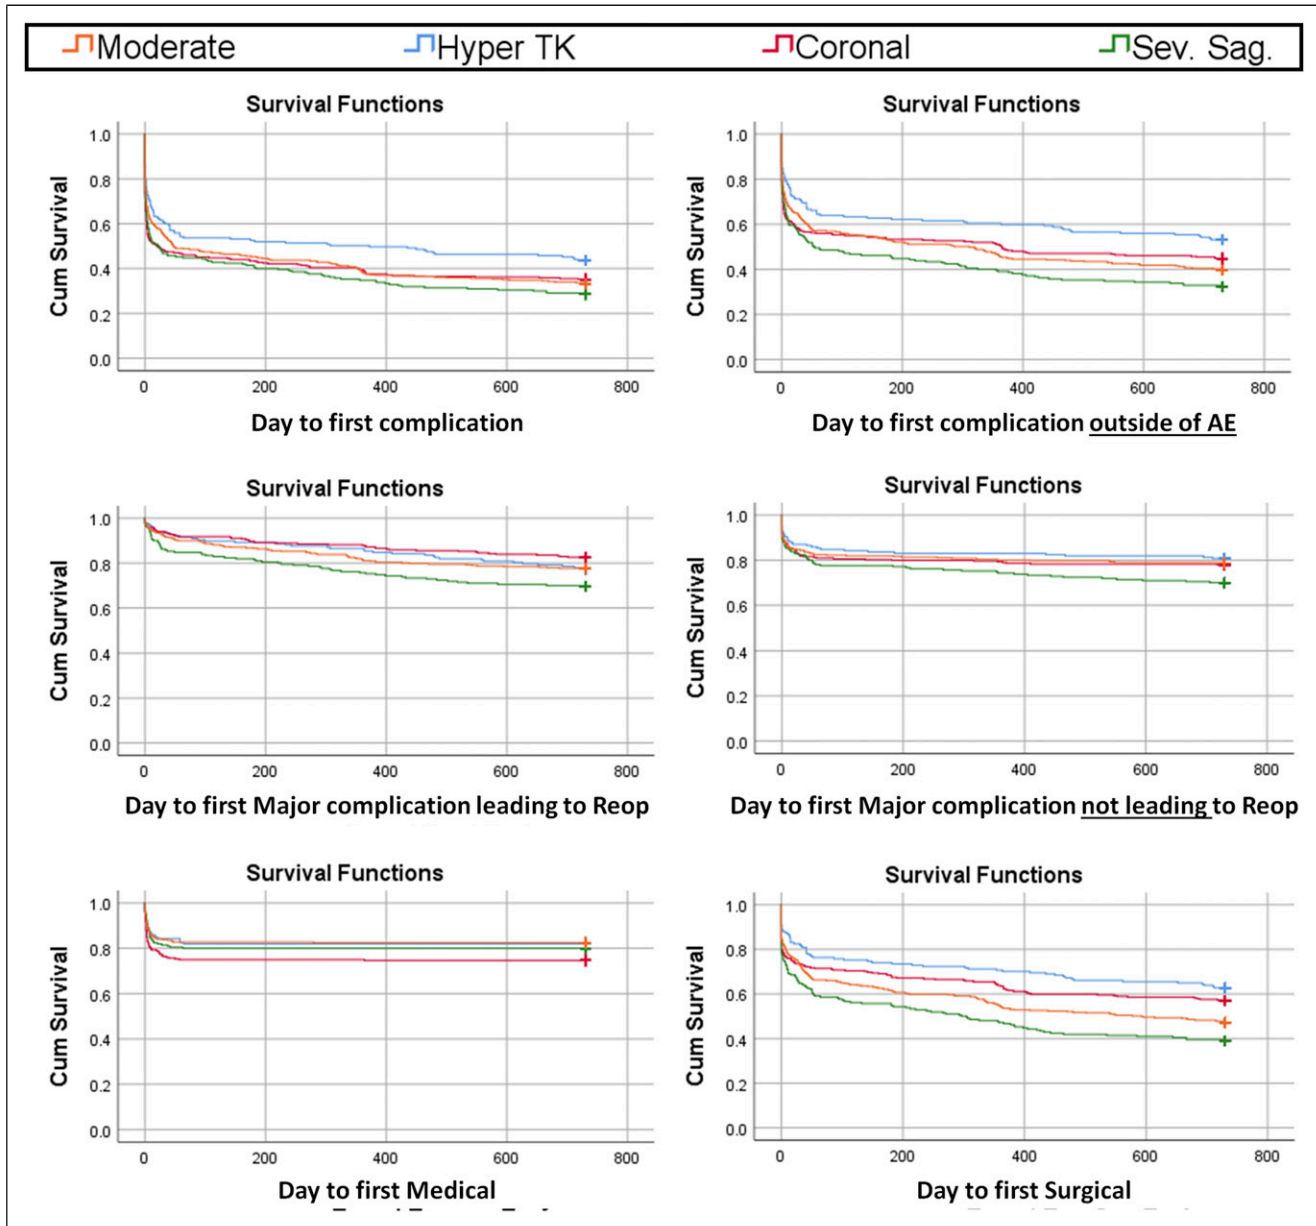 Moderate Hyper TK Coronal Sev. Sag.
Survival Functions
Cum Survival
1.0
0.8
0.6
0.4
0.2
0.0
0 200 400 600 800
Day to first complication
Survival Functions
Cum Survival
1.0
0.8
0.6
0.4
0.2
0.0
0 200 400 600 800
Day to first complication outside of AE
Survival Functions
Cum Survival
1.0
0.8
0.6
0.4
0.2
0.0
0 200 400 600 800
Day to first Major complication leading to Reop
Survival Functions
Cum Survival
1.0
0.8
0.6
0.4
0.2
0.0
0 200 400 600 800
Day to first Major complication not leading to Reop
Survival Functions
Cum Survival
1.0
0.8
0.6
0.4
0.2
0.0
0 200 400 600 800
Day to first Medical
Survival Functions
Cum Survival
1.0
0.8
0.6
0.4
0.2
0.0
0 200 400 600 800
Day to first Surgical